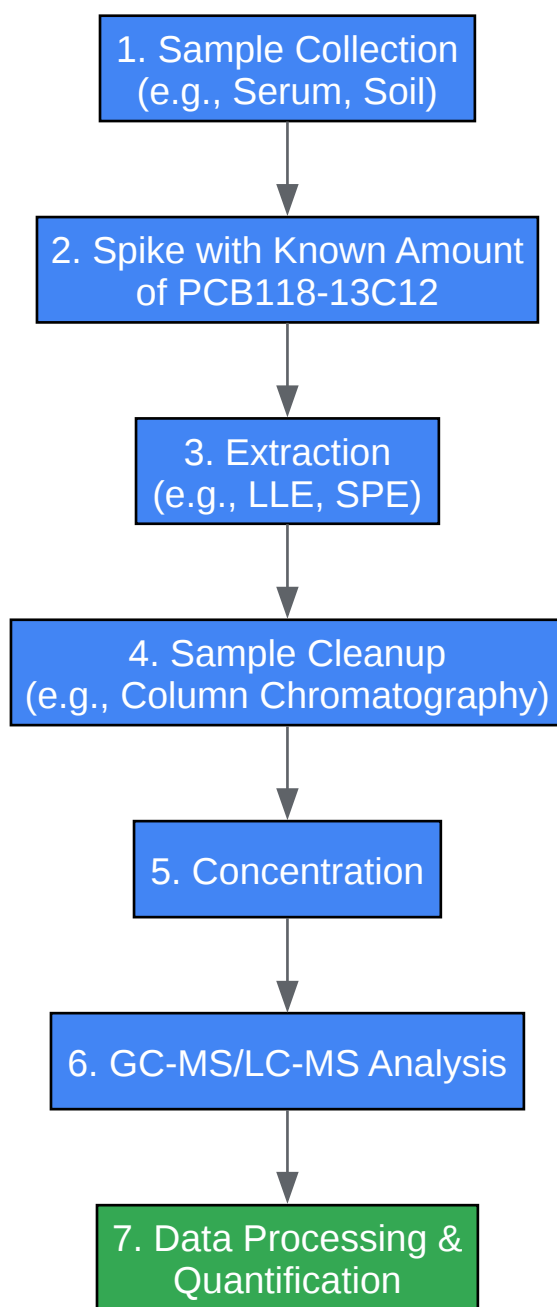 1. Sample Collection
(e.g., Serum, Soil)
2. Spike with Known Amount
of PCB118-13C12
3. Extraction
(e.g., LLE, SPE)
4. Sample Cleanup
(e.g., Column Chromatography)
5. Concentration
6. GC-MS/LC-MS Analysis
7. Data Processing &
Quantification